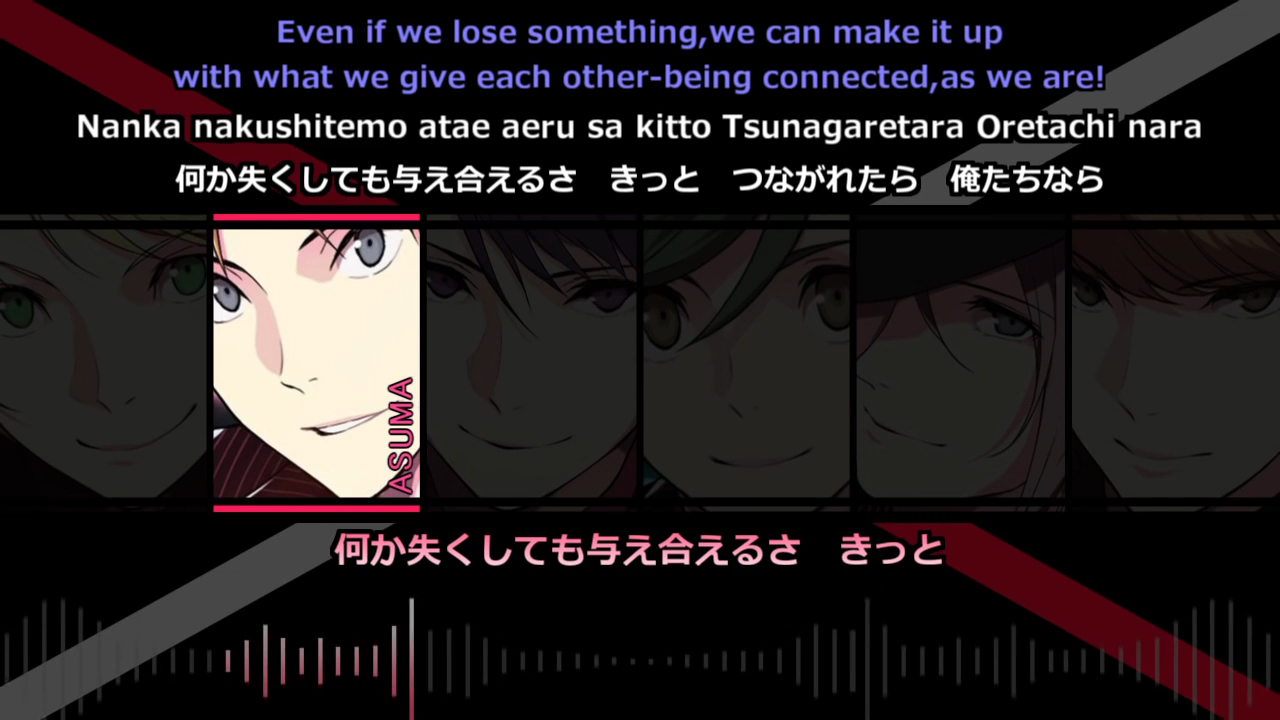 Even if we lose something,we can make it up
with what we give each other-being connected,as we are!
Nanka nakushitemo atae aeru sa kitto Tsunagaretara Oretachi nara
何か失くしても与え合えるさ　きっと　つながれたら　俺たちなら
ASUMA
何か失くしても与え合えるさ　きっと